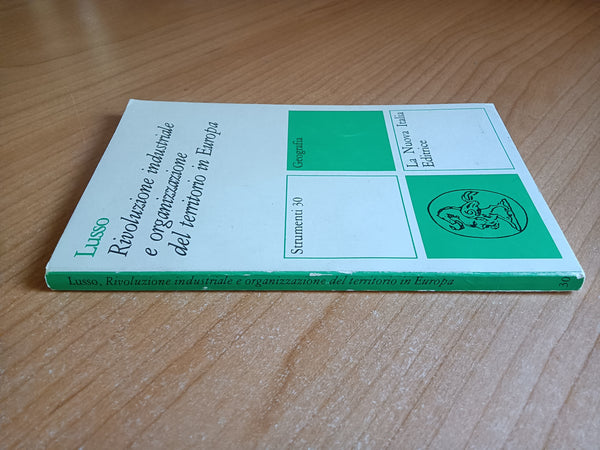 Lusso
Rivoluzione industriale
e organizzazione
del territorio in Europa
Geografia
La Nuova Italia
Editrice
Strumenti 30
Lusso, Rivoluzione industriale e organizzazione del territorio in Europa
30